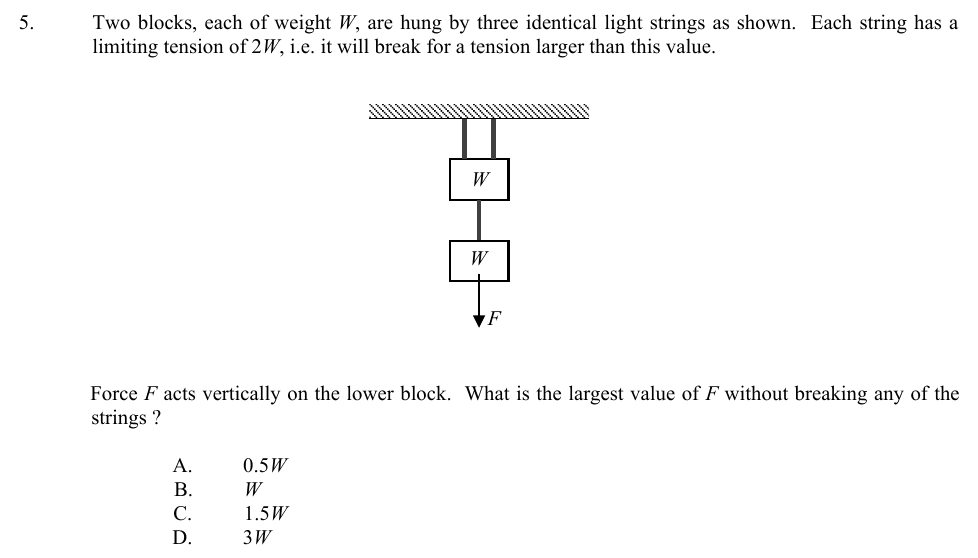 5. Two blocks, each of weight W, are hung by three identical light strings as shown. Each string has a
limiting tension of 2W, i.e. it will break for a tension larger than this value.
W
W
F
Force F acts vertically on the lower block. What is the largest value of F without breaking any of the
strings ?
A. 0.5W
B. W
C. 1.5W
D. 3W